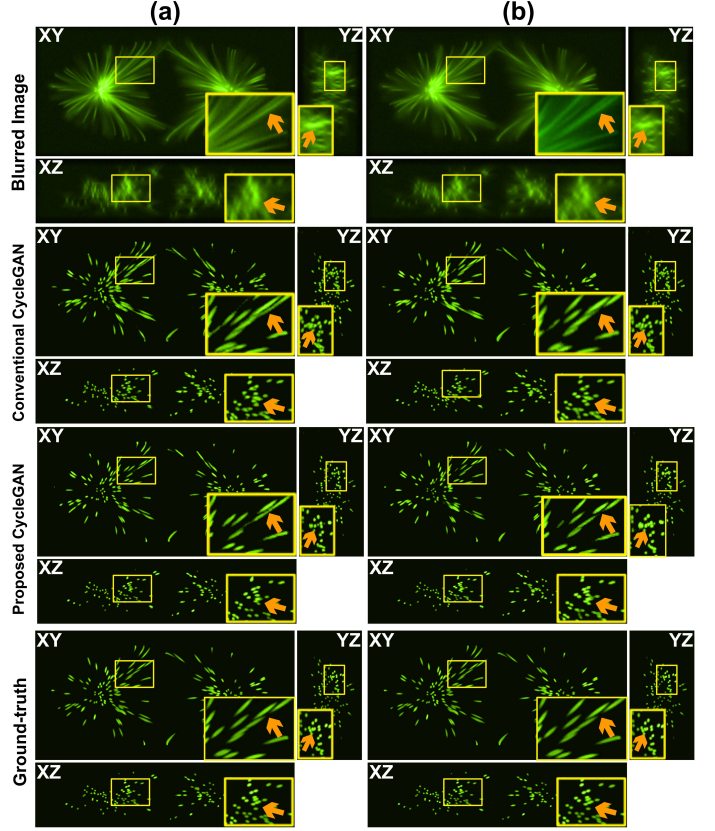 (a) (b)
Blurred Image
XY YZ XY YZ
XZ XZ
Conventional CycleGAN
XY YZ XY YZ
XZ XZ
Proposed CycleGAN
XY YZ XY YZ
XZ XZ
Ground-truth
XY YZ XY YZ
XZ XZ